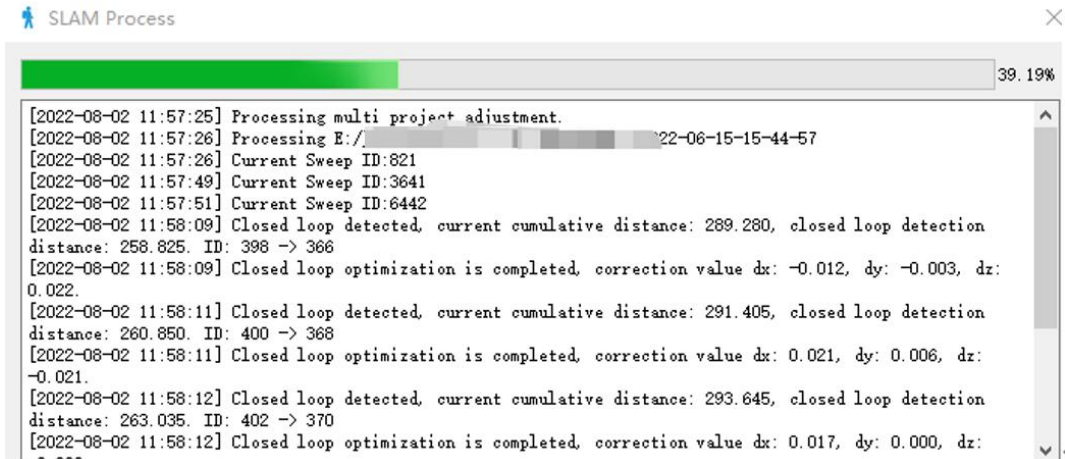 SLAM Process
39.19%
[2022-08-02 11:57:25] Processing multi project adjustment.
[2022-08-02 11:57:26] Processing E:/ 22-06-15-15-44-57
[2022-08-02 11:57:26] Current Sweep ID:821
[2022-08-02 11:57:49] Current Sweep ID:3641
[2022-08-02 11:57:51] Current Sweep ID:6442
[2022-08-02 11:58:09] Closed loop detected, current cumulative distance: 289.280, closed loop detection
distance: 258.825. ID: 398 -> 366
[2022-08-02 11:58:09] Closed loop optimization is completed, correction value dx: -0.012, dy: -0.003, dz:
0.022.
[2022-08-02 11:58:11] Closed loop detected, current cumulative distance: 291.405, closed loop detection
distance: 260.850. ID: 400 -> 368
[2022-08-02 11:58:11] Closed loop optimization is completed, correction value dx: 0.021, dy: 0.006, dz:
-0.021.
[2022-08-02 11:58:12] Closed loop detected, current cumulative distance: 293.645, closed loop detection
distance: 263.035. ID: 402 -> 370
[2022-08-02 11:58:12] Closed loop optimization is completed, correction value dx: 0.017, dy: 0.000, dz: